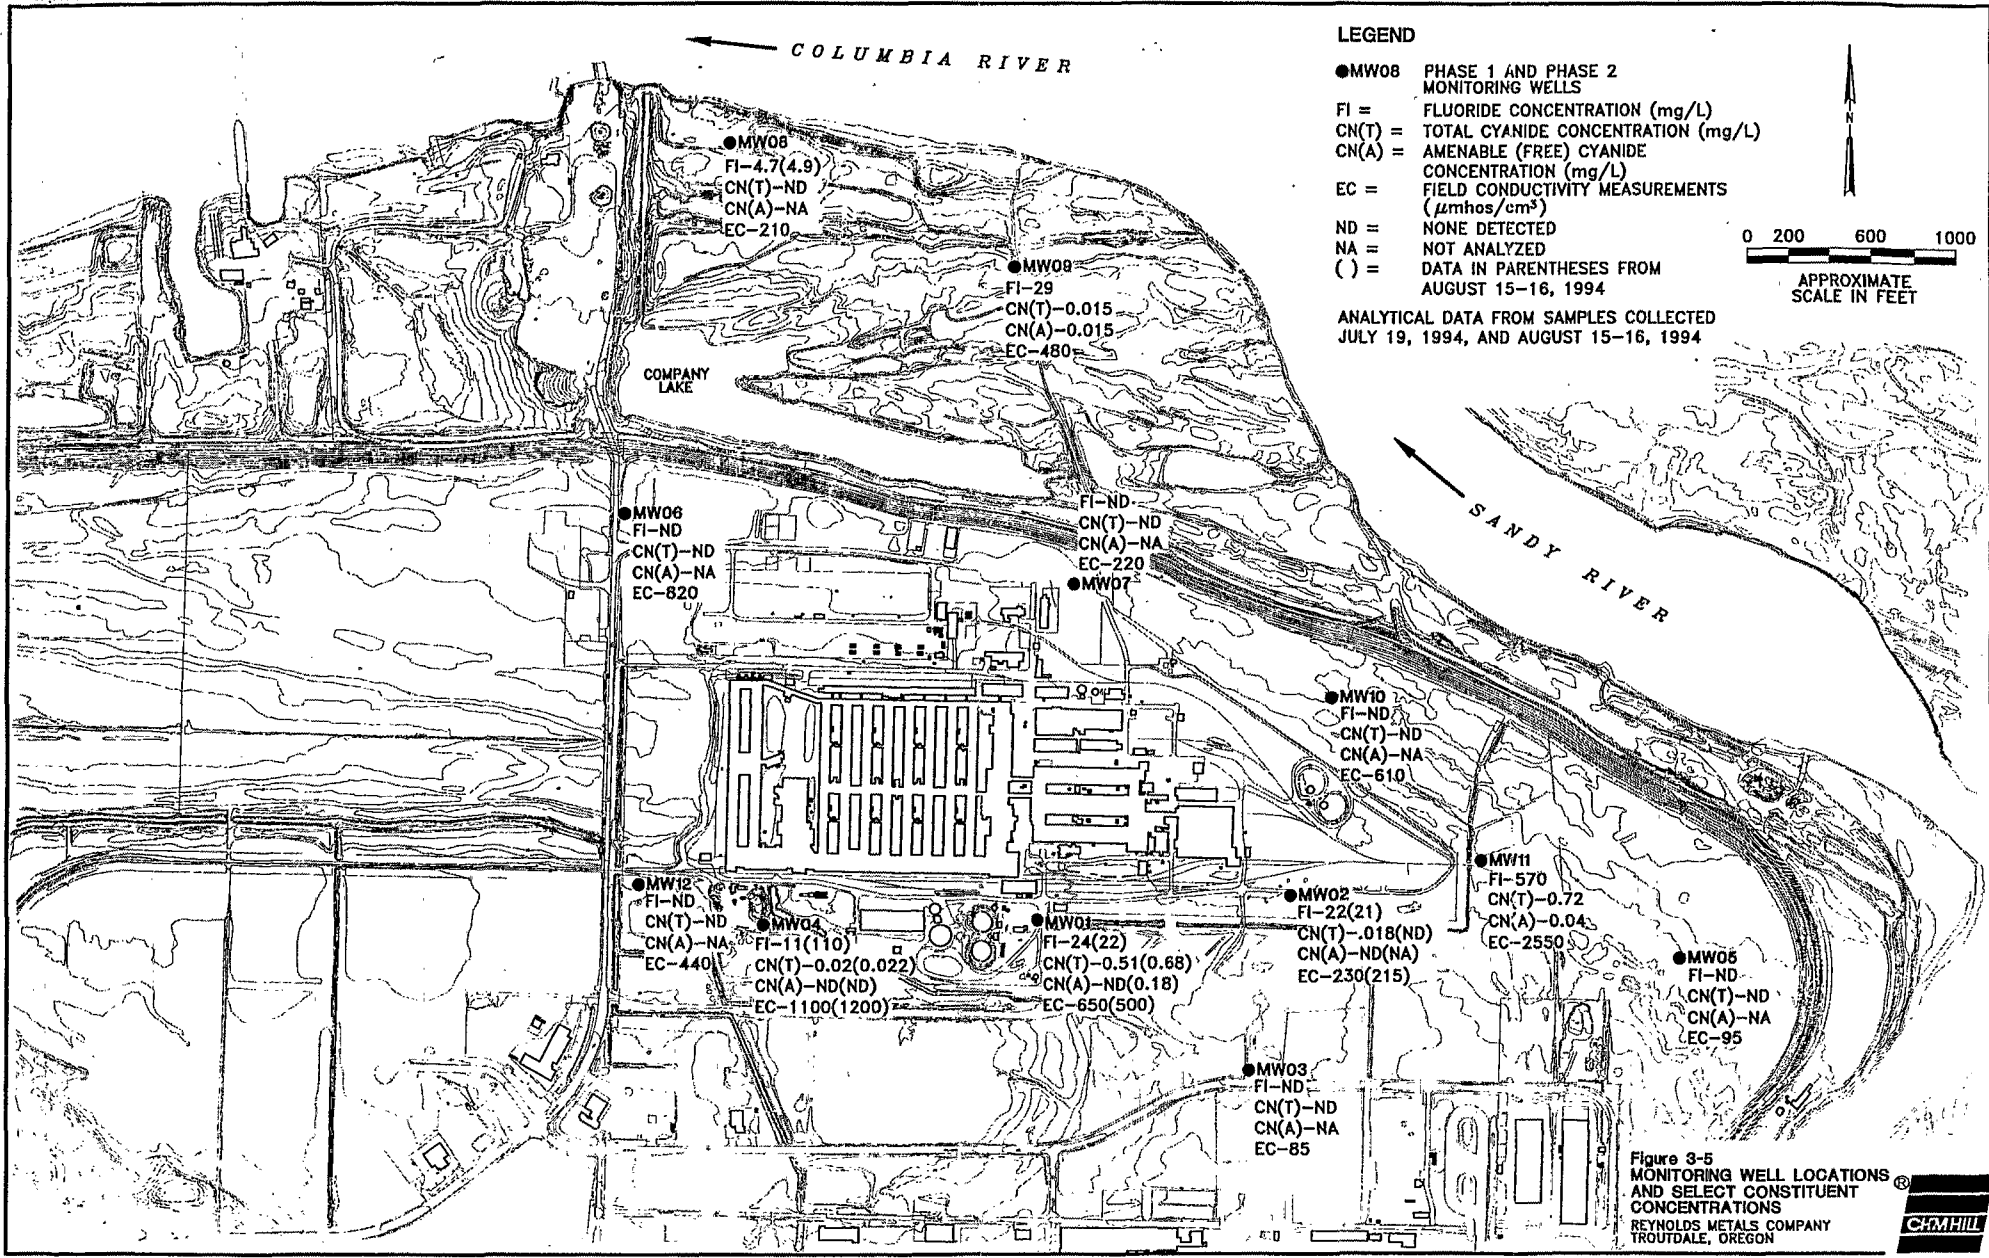 COLUMBIA RIVER
LEGEND
●MW08 PHASE 1 AND PHASE 2
MONITORING WELLS
FI = FLUORIDE CONCENTRATION (mg/L)
CN(T) = TOTAL CYANIDE CONCENTRATION (mg/L)
CN(A) = AMENABLE (FREE) CYANIDE
CONCENTRATION (mg/L)
EC = FIELD CONDUCTIVITY MEASUREMENTS
(μmhos/cm³)
ND = NONE DETECTED
NA = NOT ANALYZED
( ) = DATA IN PARENTHESES FROM
AUGUST 15-16, 1994
ANALYTICAL DATA FROM SAMPLES COLLECTED
JULY 19, 1994, AND AUGUST 15-16, 1994
N
0 200 600 1000
APPROXIMATE
SCALE IN FEET
MW08
FI-4.7(4.9)
CN(T)-ND
CN(A)-NA
EC-210
MW09
FI-29
CN(T)-0.015
CN(A)-0.015
EC-480
COMPANY
LAKE
SANDY RIVER
MW06
FI-ND
CN(T)-ND
CN(A)-NA
EC-820
FI-ND
CN(T)-ND
CN(A)-NA
EC-220
MW07
MW10
FI-ND
CN(T)-ND
CN(A)-NA
EC-610
MW11
FI-570
CN(T)-0.72
CN(A)-0.04
EC-2550
MW12
FI-ND
CN(T)-ND
CN(A)-NA
EC-440
MW04
FI-11(110)
CN(T)-0.02(0.022)
CN(A)-ND(ND)
EC-1100(1200)
MW01
FI-24(22)
CN(T)-0.51(0.68)
CN(A)-ND(0.18)
EC-650(500)
MW02
FI-22(21)
CN(T)-.018(ND)
CN(A)-ND(NA)
EC-230(215)
MW05
FI-ND
CN(T)-ND
CN(A)-NA
EC-95
MW03
FI-ND
CN(T)-ND
CN(A)-NA
EC-85
Figure 3-5
MONITORING WELL LOCATIONS
AND SELECT CONSTITUENT
CONCENTRATIONS
REYNOLDS METALS COMPANY
TROUTDALE, OREGON
®
CH2M HILL